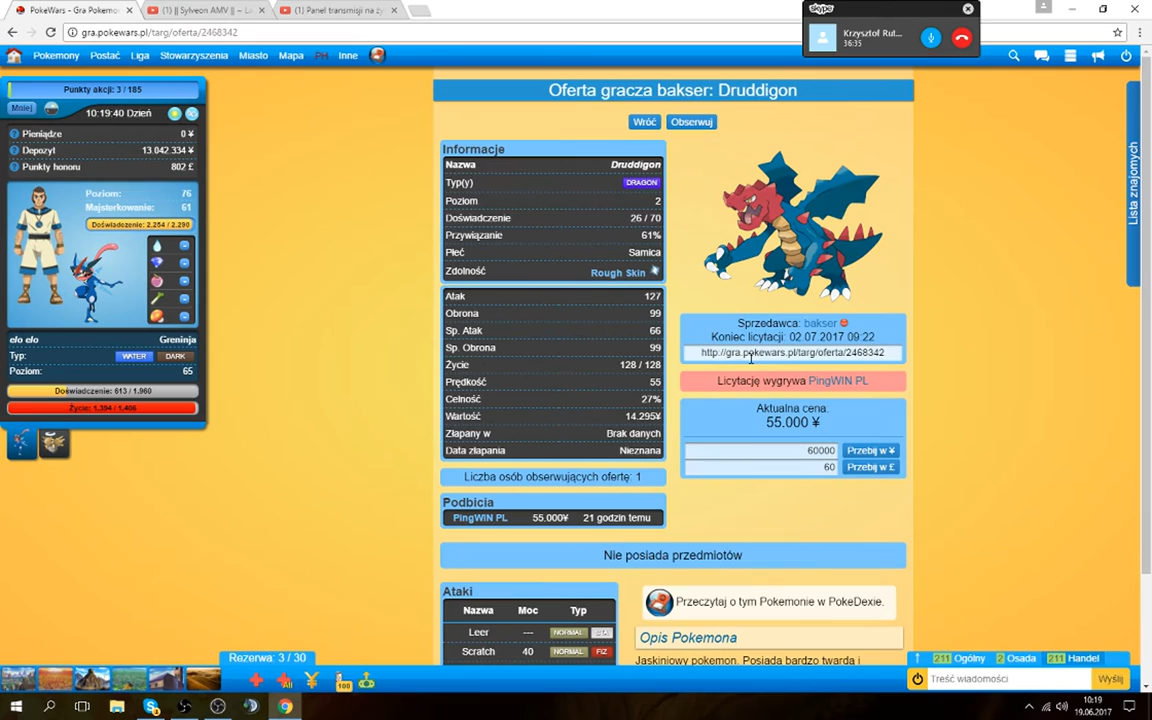 PokeWars - Gra Pokemon
(1) || Sylveon AMV || ~ L
(1) Panel transmisji na ży
gra.pokewars.pl/targ/oferta/2468342
skype
Krzysztof Rut...
36:35
Pokemony Postać Liga Stowarzyszenia Miasto Mapa PH Inne
Punkty akcji: 3 / 185
Mniej
10:19:40 Dzień
Pieniądze 0 ¥
Depozyt 13.042.334 ¥
Punkty honoru 802 £
Poziom: 76
Majsterkowanie: 61
Doświadczenie: 2.254 / 2.290
elo elo Greninja
Typ: WATER DARK
Poziom: 65
Doświadczenie: 613 / 1.960
Życie: 1.394 / 1.406
Oferta gracza bakser: Druddigon
Wróć Obserwuj
Informacje
Nazwa Druddigon
Typ(y) DRAGON
Poziom 2
Doświadczenie 26 / 70
Przywiązanie 61%
Płeć Samica
Zdolność Rough Skin
Atak 127
Obrona 99
Sp. Atak 66
Sp. Obrona 99
Życie 128 / 128
Prędkość 55
Celność 27%
Wartość 14.295¥
Złapany w Brak danych
Data złapania Nieznana
Liczba osób obserwujących ofertę: 1
Podbicia
PingWIN PL 55.000¥ 21 godzin temu
Sprzedawca: bakser
Koniec licytacji: 02.07.2017 09:22
http://gra.pokewars.pl/targ/oferta/2468342
Licytację wygrywa PingWIN PL
Aktualna cena.
55.000 ¥
60000 Przebij w ¥
60 Przebij w £
Nie posiada przedmiotów
Ataki
Nazwa Moc Typ
Leer --- NORMAL
Scratch 40 NORMAL FIZ
Przeczytaj o tym Pokemonie w PokeDexie.
Opis Pokemona
Jaskiniowy pokemon. Posiada bardzo twardą i
Lista znajomych
Rezerwa: 3 / 30
All
100
211 Ogólny 2 Osada 211 Handel
Treść wiadomości Wyślij
10:19
19.06.2017